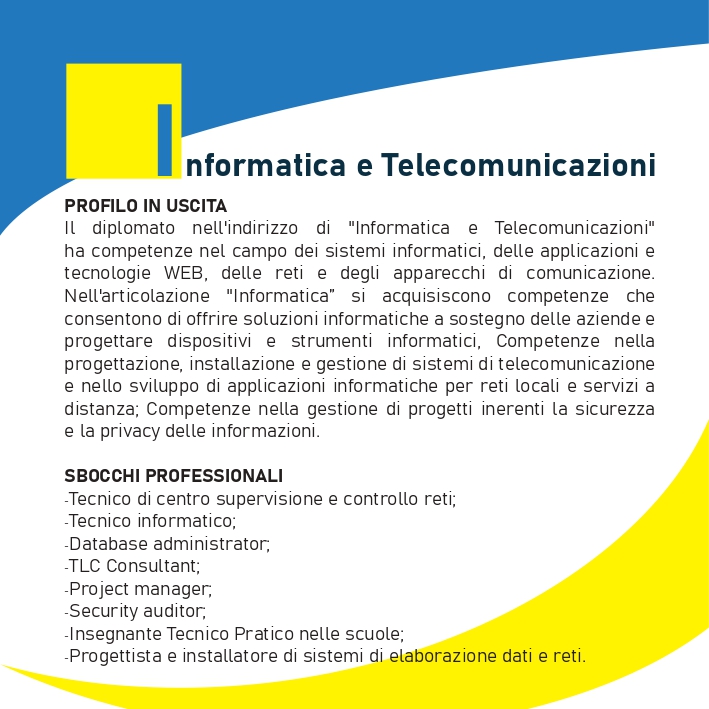 Informatica e Telecomunicazioni
PROFILO IN USCITA
Il diplomato nell'indirizzo di "Informatica e Telecomunicazioni"
ha competenze nel campo dei sistemi informatici, delle applicazioni e
tecnologie WEB, delle reti e degli apparecchi di comunicazione.
Nell'articolazione "Informatica” si acquisiscono competenze che
consentono di offrire soluzioni informatiche a sostegno delle aziende e
progettare dispositivi e strumenti informatici, Competenze nella
progettazione, installazione e gestione di sistemi di telecomunicazione
e nello sviluppo di applicazioni informatiche per reti locali e servizi a
distanza; Competenze nella gestione di progetti inerenti la sicurezza
e la privacy delle informazioni.
SBOCCHI PROFESSIONALI
-Tecnico di centro supervisione e controllo reti;
-Tecnico informatico;
-Database administrator;
-TLC Consultant;
-Project manager;
-Security auditor;
-Insegnante Tecnico Pratico nelle scuole;
-Progettista e installatore di sistemi di elaborazione dati e reti.